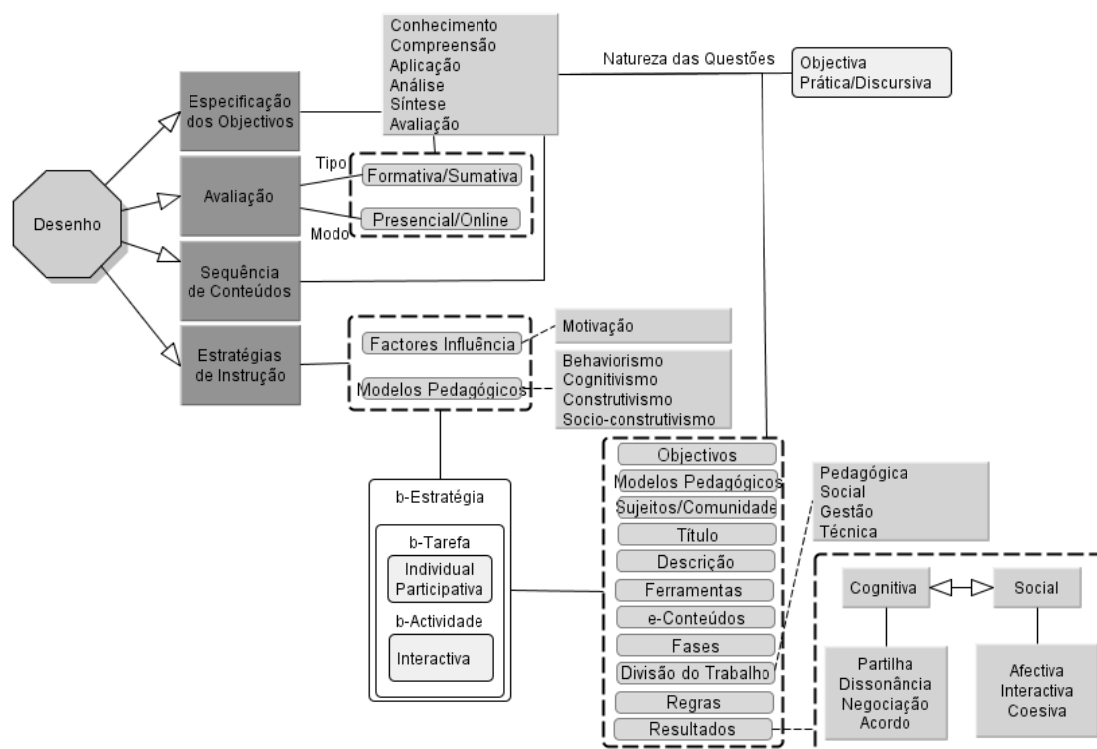 Desenho
Especificação
dos Objectivos
Avaliação
Sequência
de Conteúdos
Estratégias
de Instrução
Conhecimento
Compreensão
Aplicação
Análise
Síntese
Avaliação
Natureza das Questões
Objectiva
Prática/Discursiva
Tipo
Formativa/Sumativa
Presencial/Online
Modo
Factores Influência
Modelos Pedagógicos
Motivação
Behaviorismo
Cognitivismo
Construtivismo
Socio-construtivismo
b-Estratégia
b-Tarefa
Individual
Participativa
b-Actividade
Interactiva
Objectivos
Modelos Pedagógicos
Sujeitos/Comunidade
Título
Descrição
Ferramentas
e-Conteúdos
Fases
Divisão do Trabalho
Regras
Resultados
Pedagógica
Social
Gestão
Técnica
Cognitiva
Social
Partilha
Dissonância
Negociação
Acordo
Afectiva
Interactiva
Coesiva